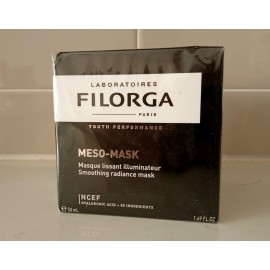 LABORATOIRES
FILORGA
PARIS
YOUTH PERFORMANCE
MESO-MASK
Masque lissant illuminateur
Smoothing radiance mask
NCEF
HYALURONIC ACID + 50 INGREDIENTS
50 ML
1.69 FL.OZ